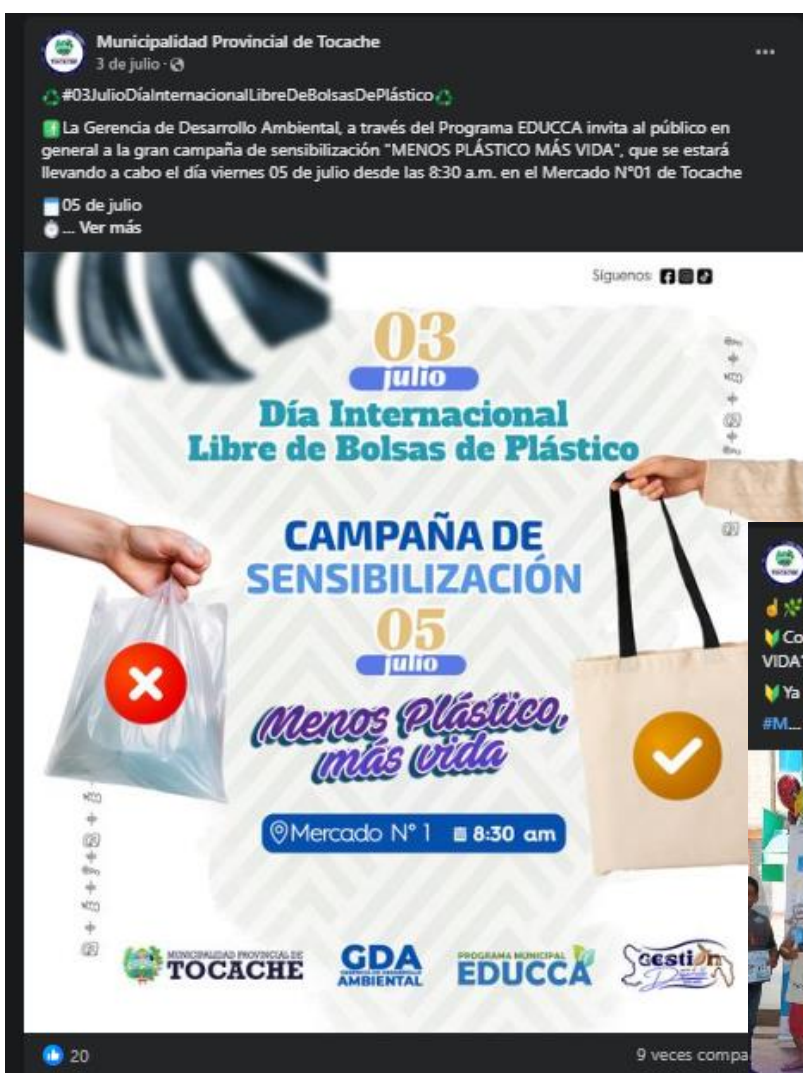 Municipalidad Provincial de Tocache
3 de julio
#03JulioDíaInternacionalLibreDeBolsasDePlástico
La Gerencia de Desarrollo Ambiental, a través del Programa EDUCCA invita al público en
general a la gran campaña de sensibilización "MENOS PLÁSTICO MÁS VIDA", que se estará
llevando a cabo el día viernes 05 de julio desde las 8:30 a.m. en el Mercado N°01 de Tocache
05 de julio
... Ver más
Síguenos:
03
julio
Día Internacional
Libre de Bolsas de Plástico
CAMPAÑA DE
SENSIBILIZACIÓN
05
julio
Menos Plástico,
más vida
Mercado N° 1 8:30 am
MUNICIPALIDAD PROVINCIAL DE
TOCACHE
GDA
GERENCIA DE DESARROLLO
AMBIENTAL
PROGRAMA MUNICIPAL
EDUCCA
Gestión
20
9 veces compa
TOCACHE
Co
VIDA"
Ya
#M...